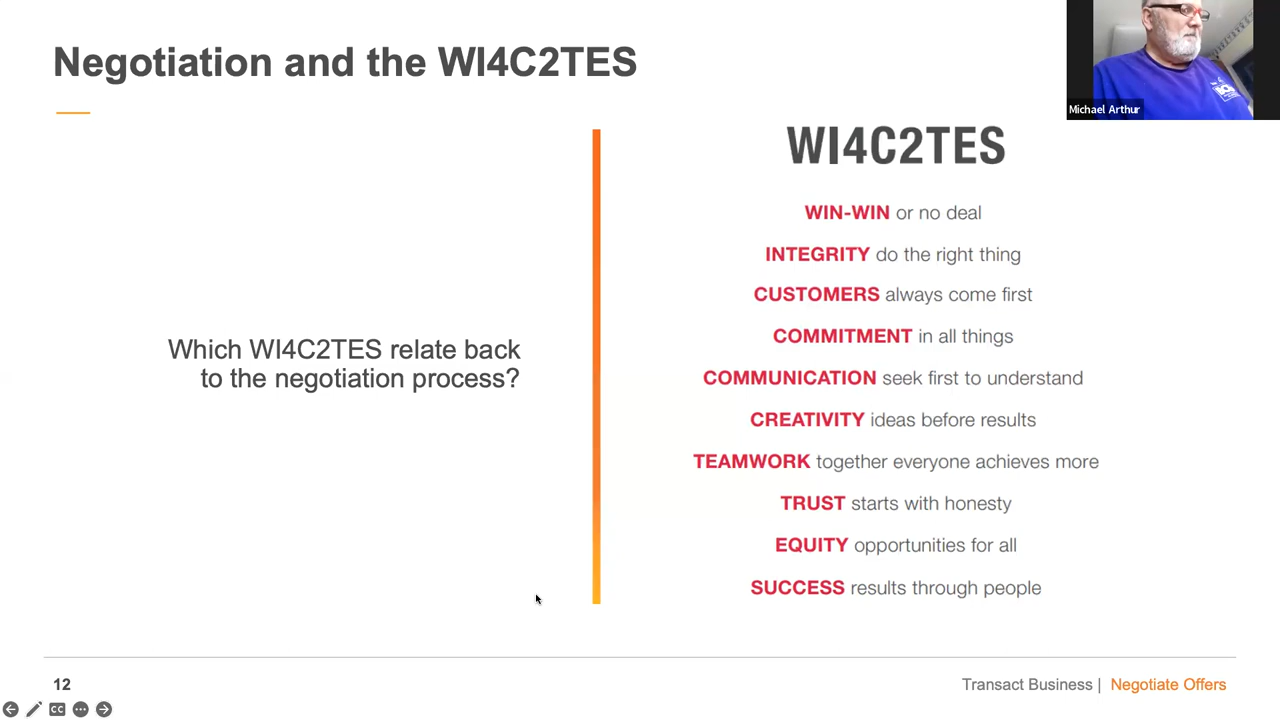 Negotiation and the WI4C2TES
Michael Arthur
Which WI4C2TES relate back
to the negotiation process?
WI4C2TES
WIN-WIN or no deal
INTEGRITY do the right thing
CUSTOMERS always come first
COMMITMENT in all things
COMMUNICATION seek first to understand
CREATIVITY ideas before results
TEAMWORK together everyone achieves more
TRUST starts with honesty
EQUITY opportunities for all
SUCCESS results through people
12
Transact Business | Negotiate Offers
CC